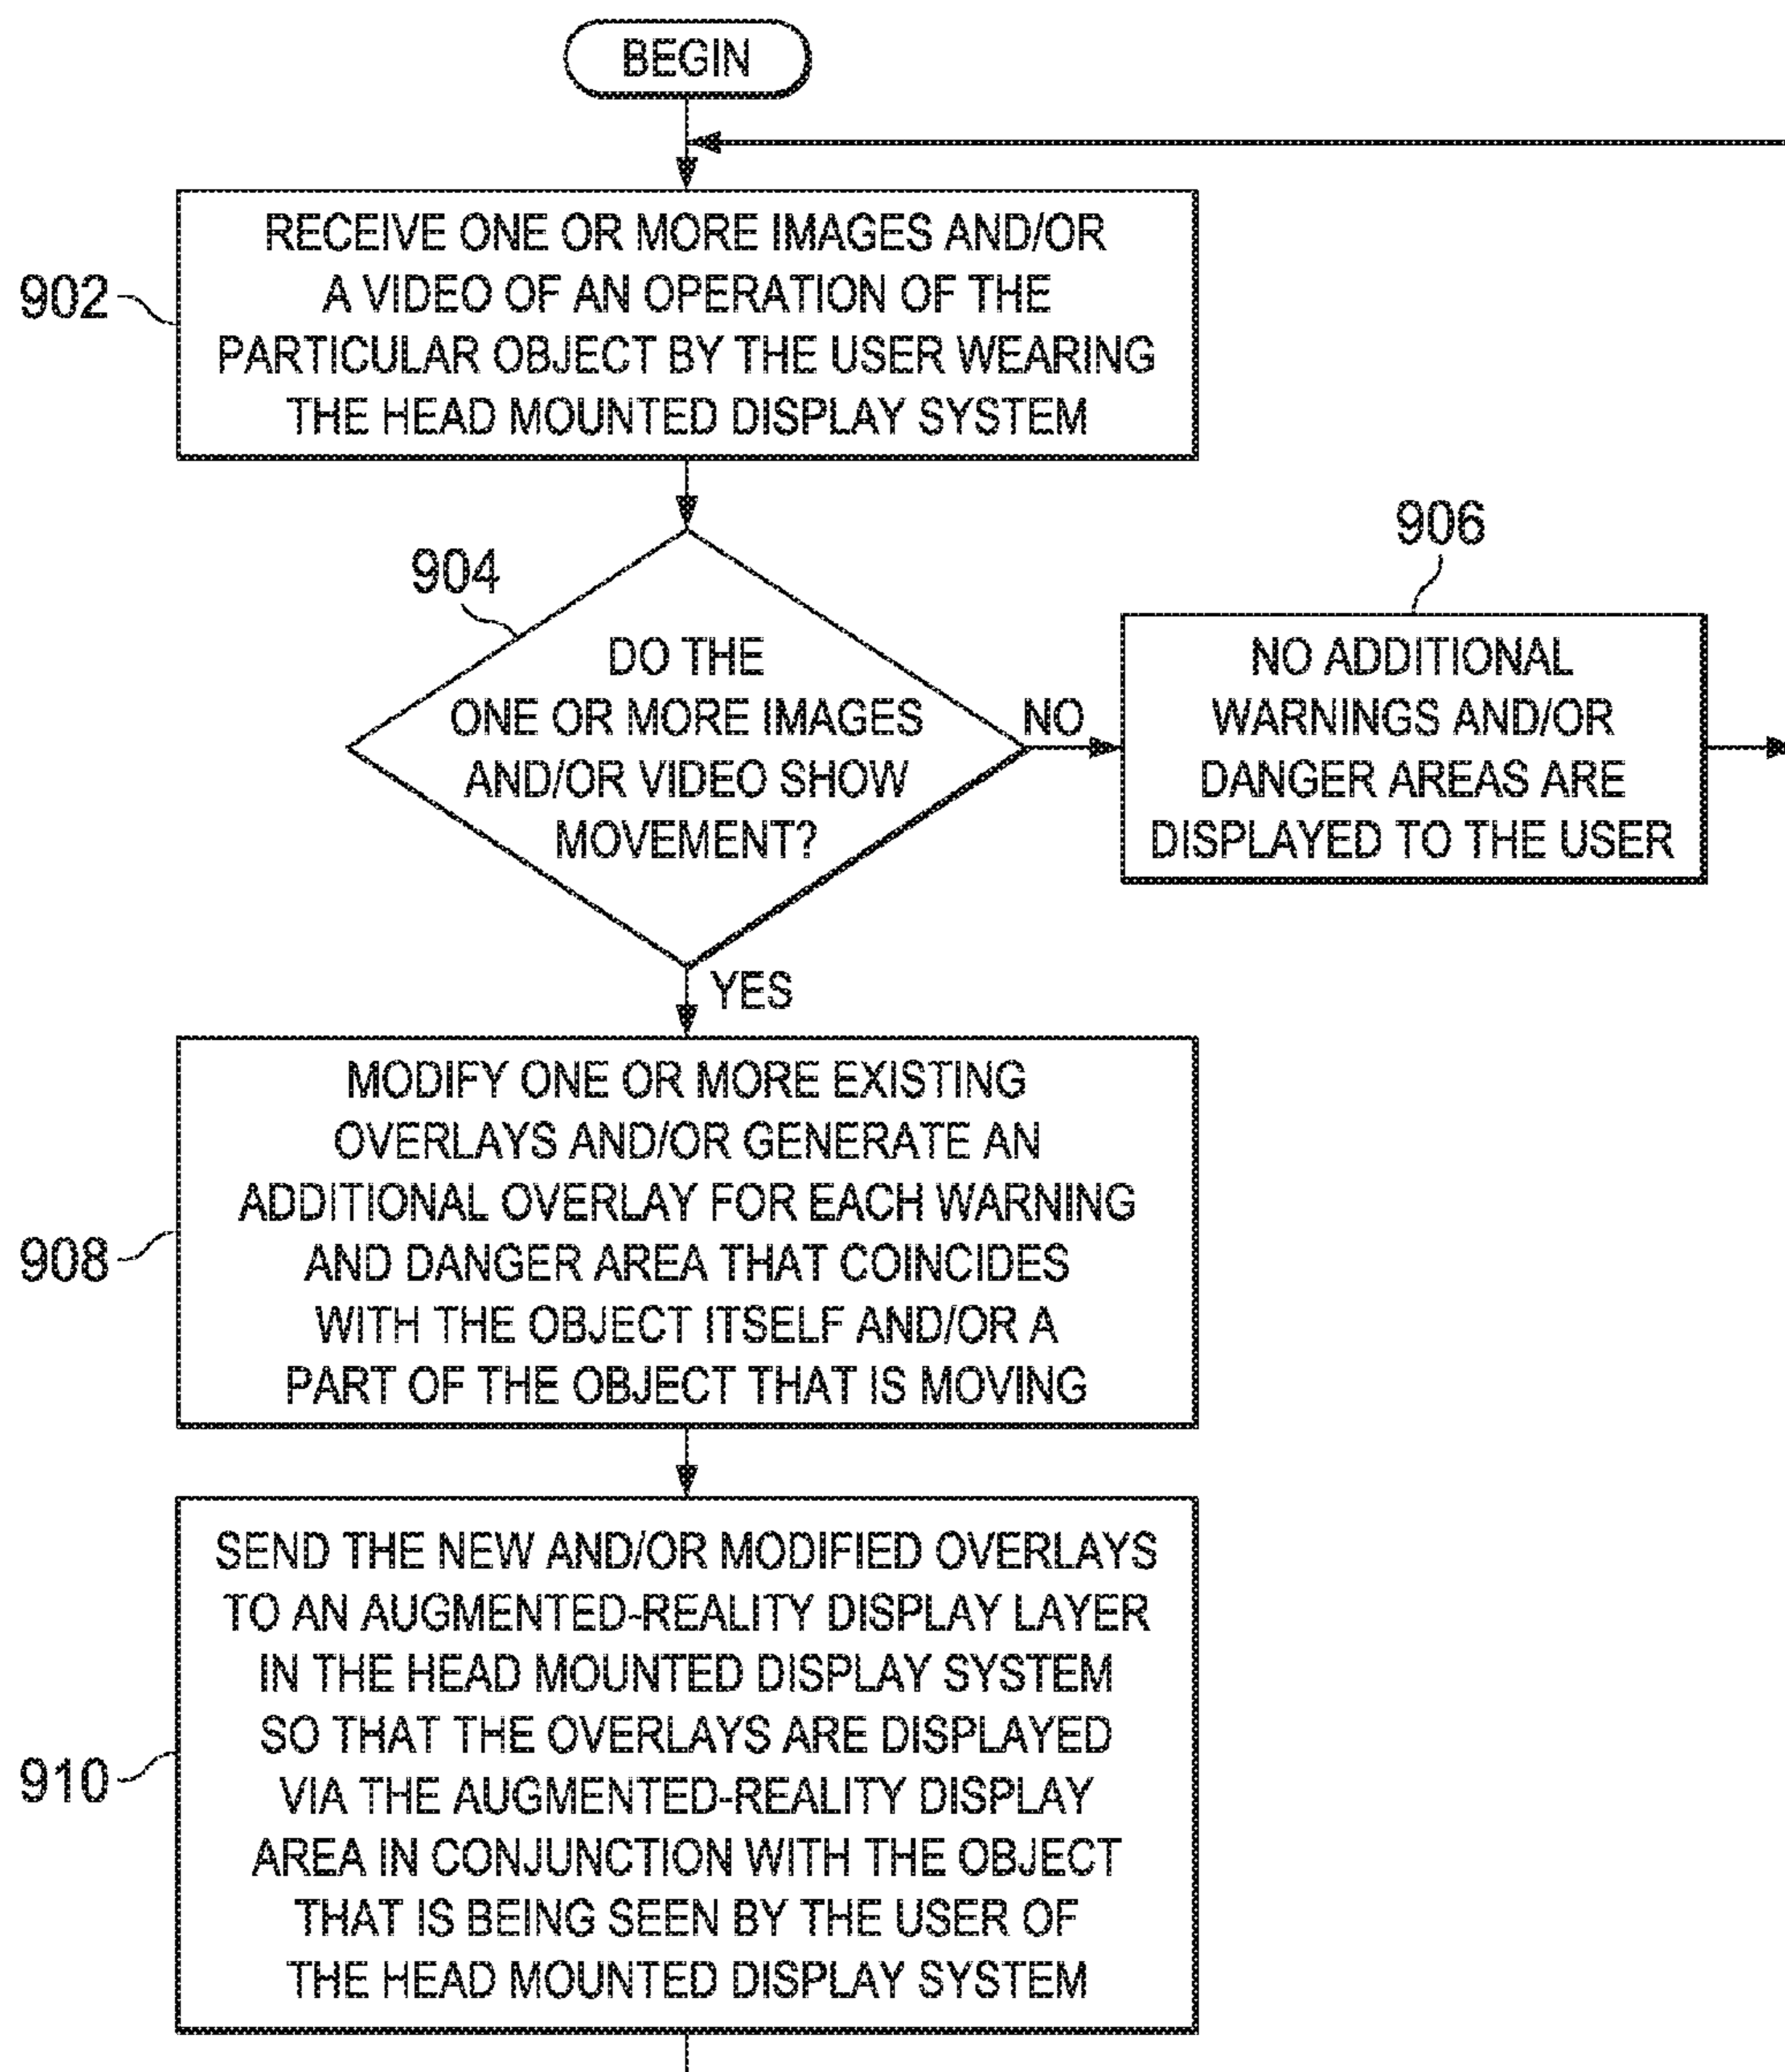 BEGIN
902
RECEIVE ONE OR MORE IMAGES AND/OR
A VIDEO OF AN OPERATION OF THE
PARTICULAR OBJECT BY THE USER WEARING
THE HEAD MOUNTED DISPLAY SYSTEM
904
DO THE
ONE OR MORE IMAGES
AND/OR VIDEO SHOW
MOVEMENT?
NO
906
NO ADDITIONAL
WARNINGS AND/OR
DANGER AREAS ARE
DISPLAYED TO THE USER
YES
908
MODIFY ONE OR MORE EXISTING
OVERLAYS AND/OR GENERATE AN
ADDITIONAL OVERLAY FOR EACH WARNING
AND DANGER AREA THAT COINCIDES
WITH THE OBJECT ITSELF AND/OR A
PART OF THE OBJECT THAT IS MOVING
910
SEND THE NEW AND/OR MODIFIED OVERLAYS
TO AN AUGMENTED-REALITY DISPLAY LAYER
IN THE HEAD MOUNTED DISPLAY SYSTEM
SO THAT THE OVERLAYS ARE DISPLAYED
VIA THE AUGMENTED-REALITY DISPLAY
AREA IN CONJUNCTION WITH THE OBJECT
THAT IS BEING SEEN BY THE USER OF
THE HEAD MOUNTED DISPLAY SYSTEM